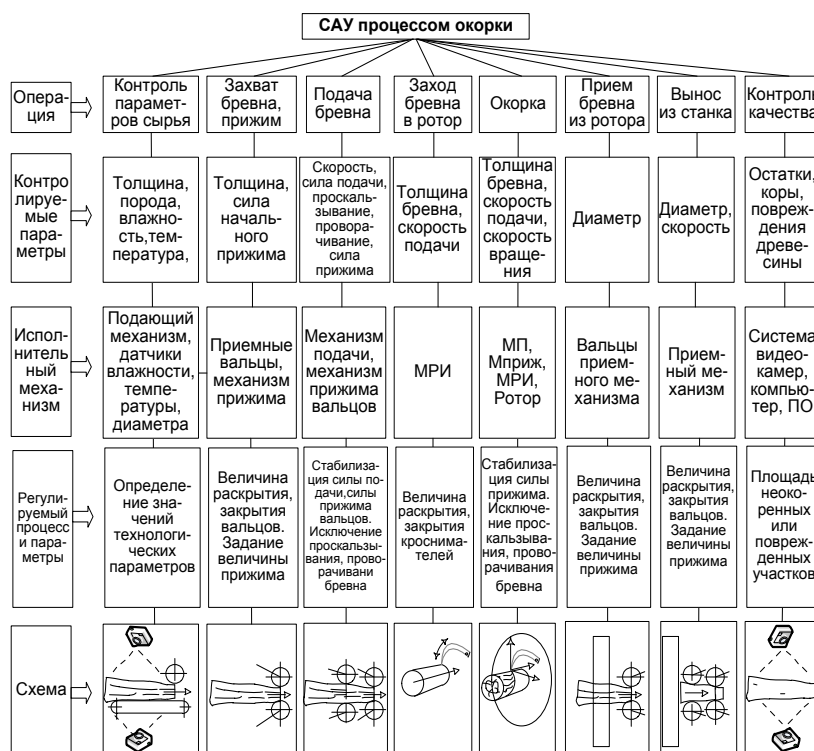 САУ процессом окорки
Опера-
ция
Контроль
парамет-
ров сырья
Захват
бревна,
прижим
Подача
бревна
Заход
бревна
в ротор
Окорка
Прием
бревна
из ротора
Вынос
из станка
Контроль
качества
Контро
лируе-
мые
парамет-
ры
Толщина,
порода,
влажно-
сть,тем-
пература,
Толщина,
сила
началь-
ного
прижима
Скорость,
сила подачи,
проскаль-
зывание,
провора-
чивание,
сила прижима
Толщина
бревна,
скорость
подачи
Толщина
бревна,
скорость
подачи,
скорость
враще-
ния
Диаметр
Диаметр,
скорость
Остатки,
коры,
повреж-
дения
древе-
сины
Испол-
нитель
ный
меха-
низм
Подающий
механизм,
датчики
влажности,
темпе-
ратуры,
диаметра
Приемные
вальцы,
механизм
прижима
Механизм
подачи,
механизм
прижима
вальцов
МРИ
МП,
Мприж,
МРИ,
Ротор
Вальцы
прием-
ного ме-
ханизма
Прием-
ный ме-
ханизм
Система
видео-
камер,
компью-
тер, ПО
Регули-
руемый
процесс
и пара-
метры
Определе-
ние зна-
чений
технологи-
ческих
параметров
Величина
раскрытия,
закрытия
вальцов.
Задание
величины
прижима
Стабилиза-
ция силы по-
дачи,силы
прижима
вальцов.
Исключение
проскальзы-
вания, прово-
рачивани
бревна
Величина
раскрытия,
закрытия
кроснима-
телей
Стабилиза-
ция силы
прижима.
Исключе-
ние прос-
кальзы-
вания, про-
ворачивания
бревна
Величина
раскрытия,
закрытия
вальцов.
Задание
величины
прижима
Величина
раскрытия,
закрытия
вальцов.
Задание
величины
прижима
Площадь
неоко-
ренных
или
повреж-
денных
участков
Схема